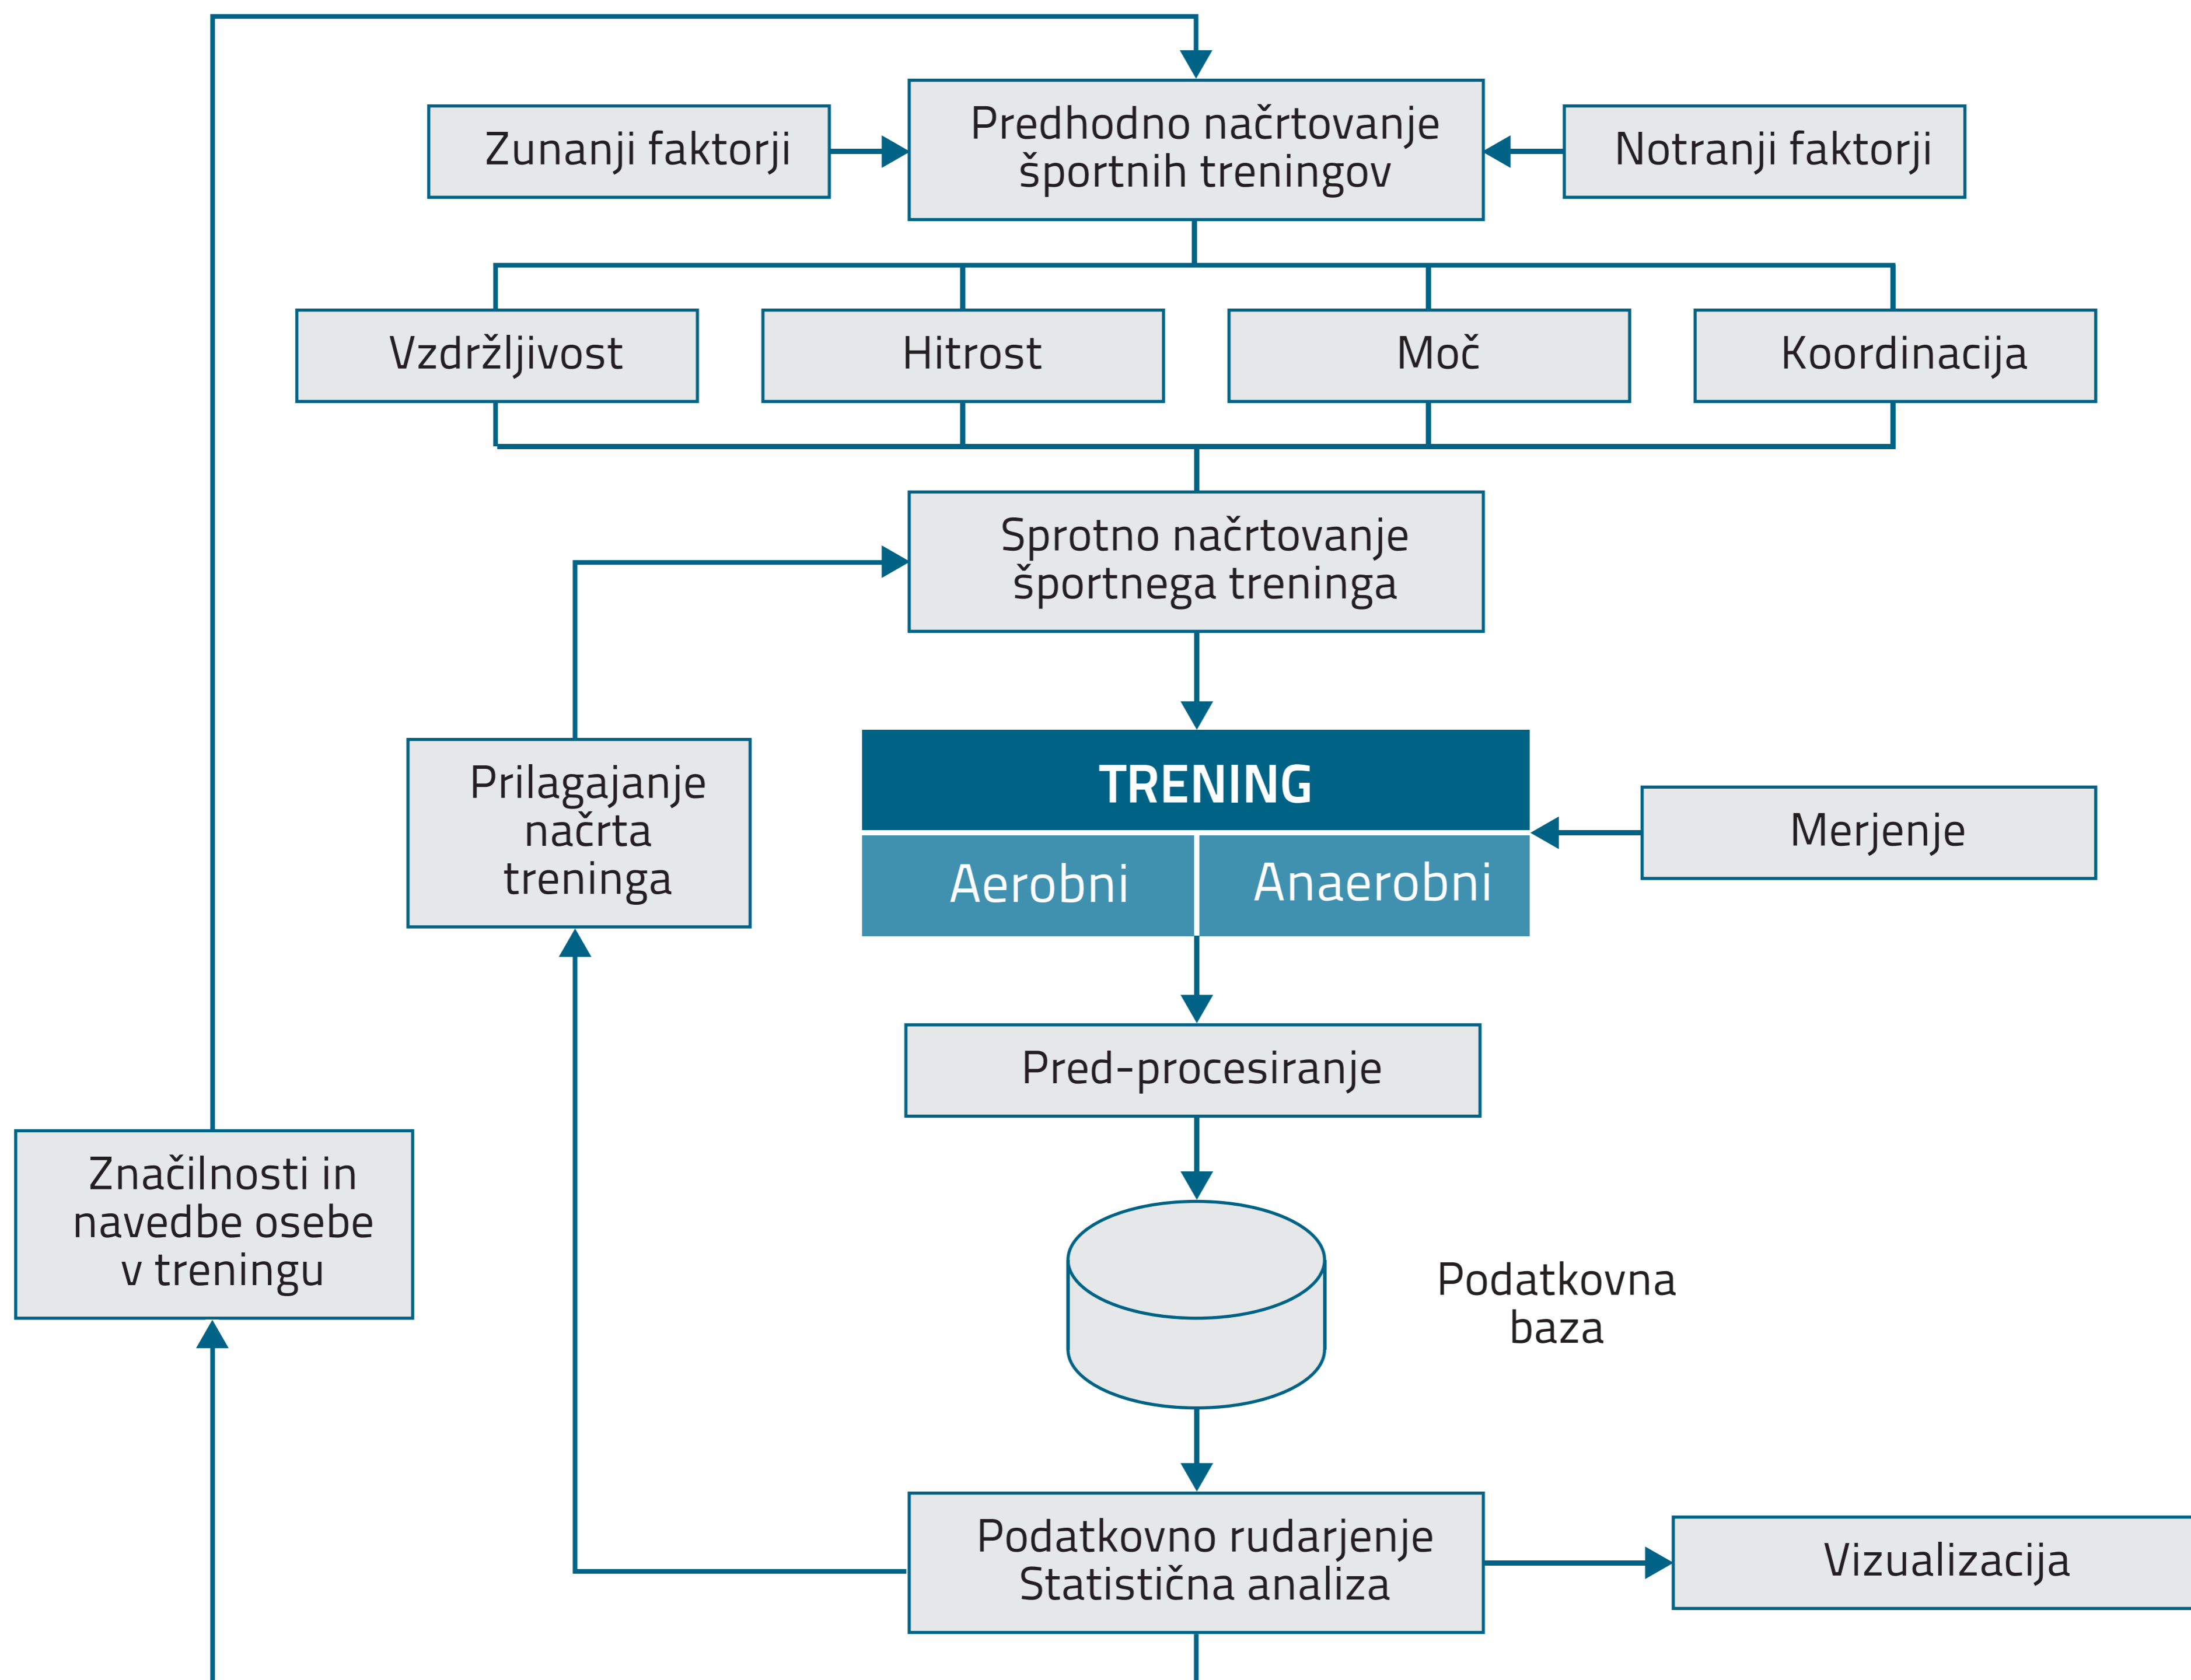 Zunanji faktorji
Predhodno načrtovanje
športnih treningov
Notranji faktorji
Vzdržljivost
Hitrost
Moč
Koordinacija
Sprotno načrtovanje
športnega treninga
Prilagajanje
načrta
treninga
TRENING
Aerobni
Anaerobni
Merjenje
Pred-procesiranje
Značilnosti in
navedbe osebe
v treningu
Podatkovna
baza
Podatkovno rudarjenje
Statistična analiza
Vizualizacija